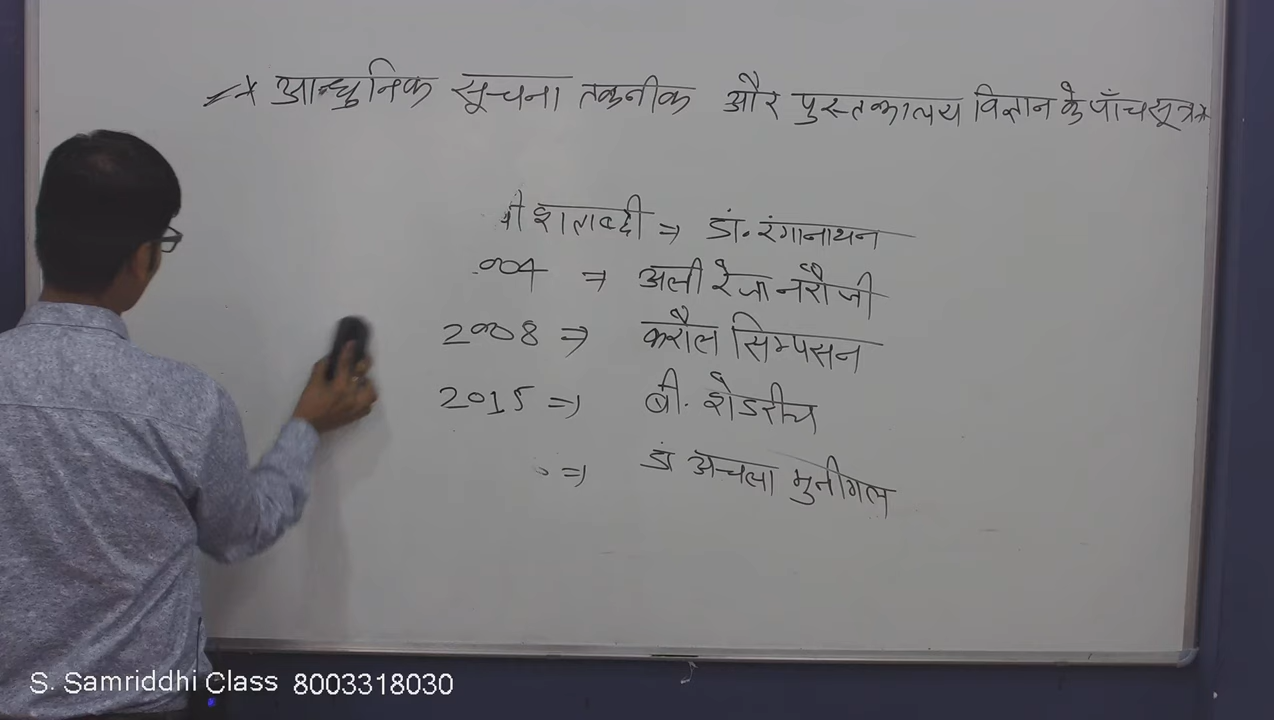 * आधुनिक सूचना तकनीक और पुस्तकालय विज्ञान के पाँच सूत्र *
वी शताब्दी ⇒ डां. रंगानाथन
004 ⇒ अली रेजा नरौजी
2008 ⇒ करौल सिम्पसन
2015 ⇒ बी. शेडरीच
⇒ डां अचला मुनीगल
S. Samriddhi Class 8003318030